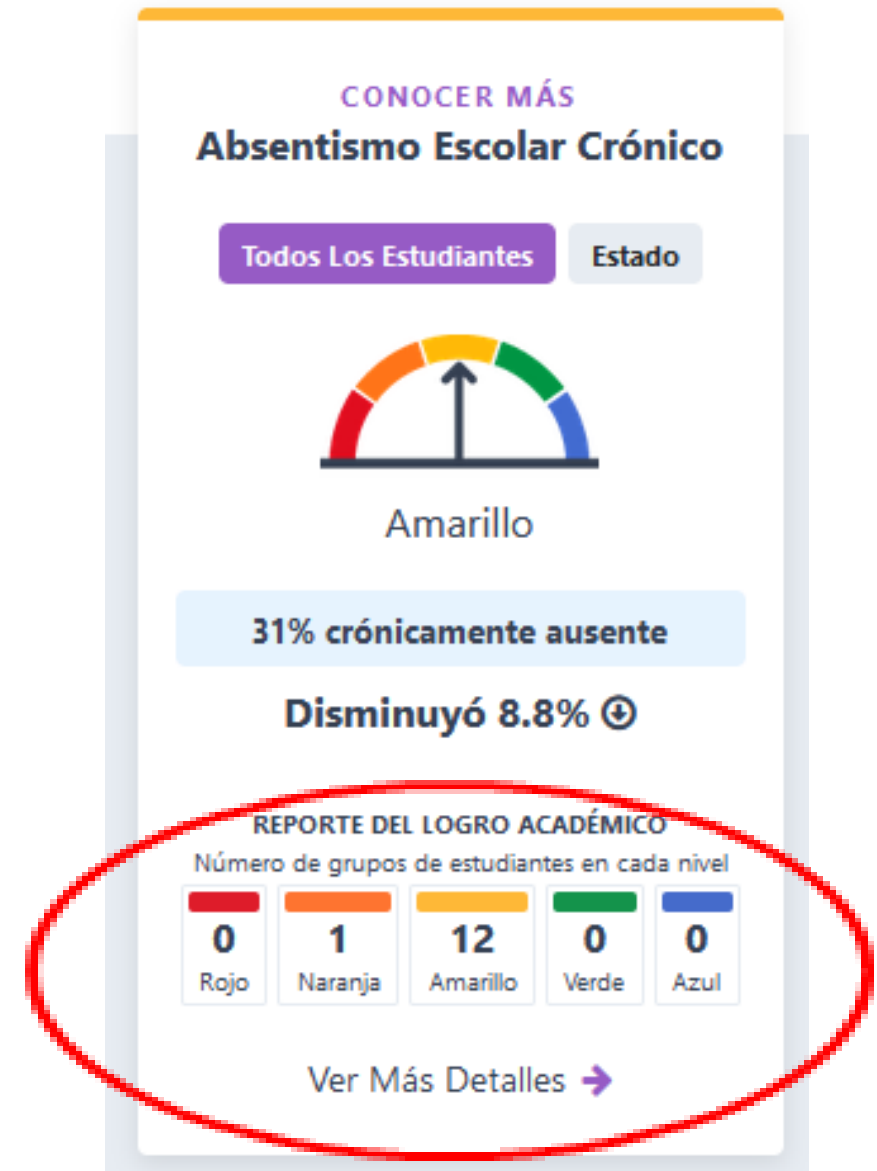 CONOCER MÁS
Absentismo Escolar Crónico
Todos Los Estudiantes Estado
Amarillo
31% crónicamente ausente
Disminuyó 8.8%
REPORTE DEL LOGRO ACADÉMICO
Número de grupos de estudiantes en cada nivel
0 1 12 0 0
Rojo Naranja Amarillo Verde Azul
Ver Más Detalles